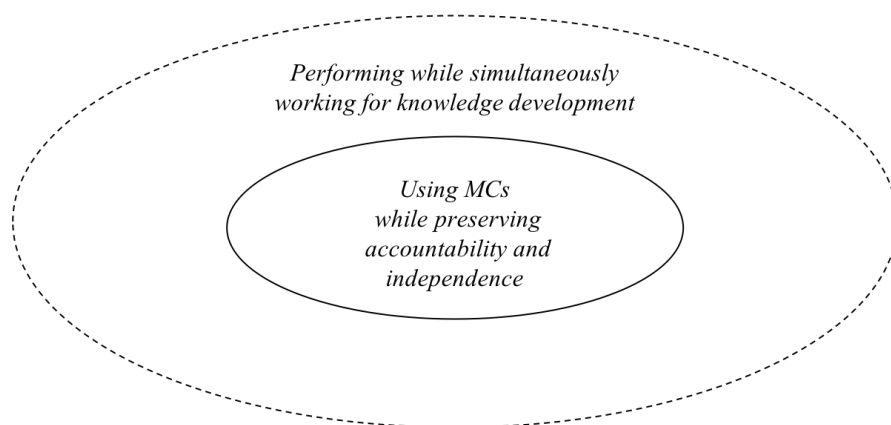 Performing while simultaneously
working for knowledge development
Using MCs
while preserving
accountability and
independence